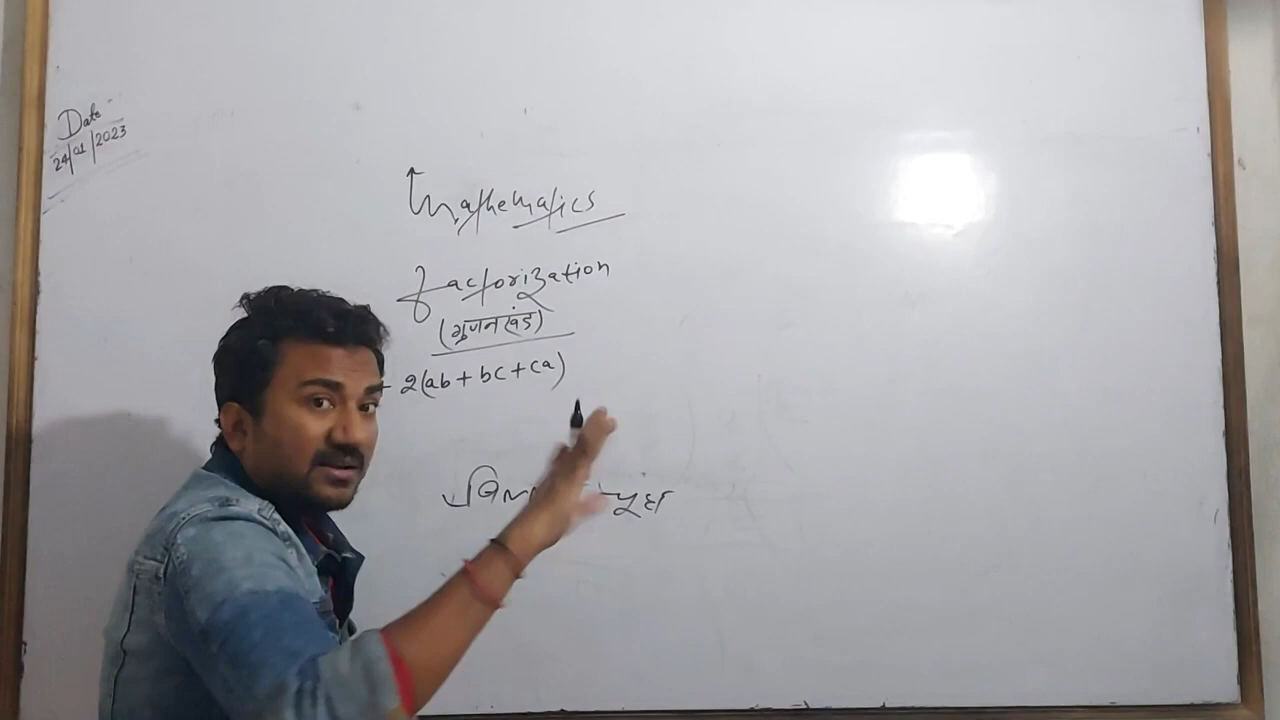 Date
24/01/2023
Mathematics
Factorization
(गुणनखंड)
+ 2(ab + bc + ca)